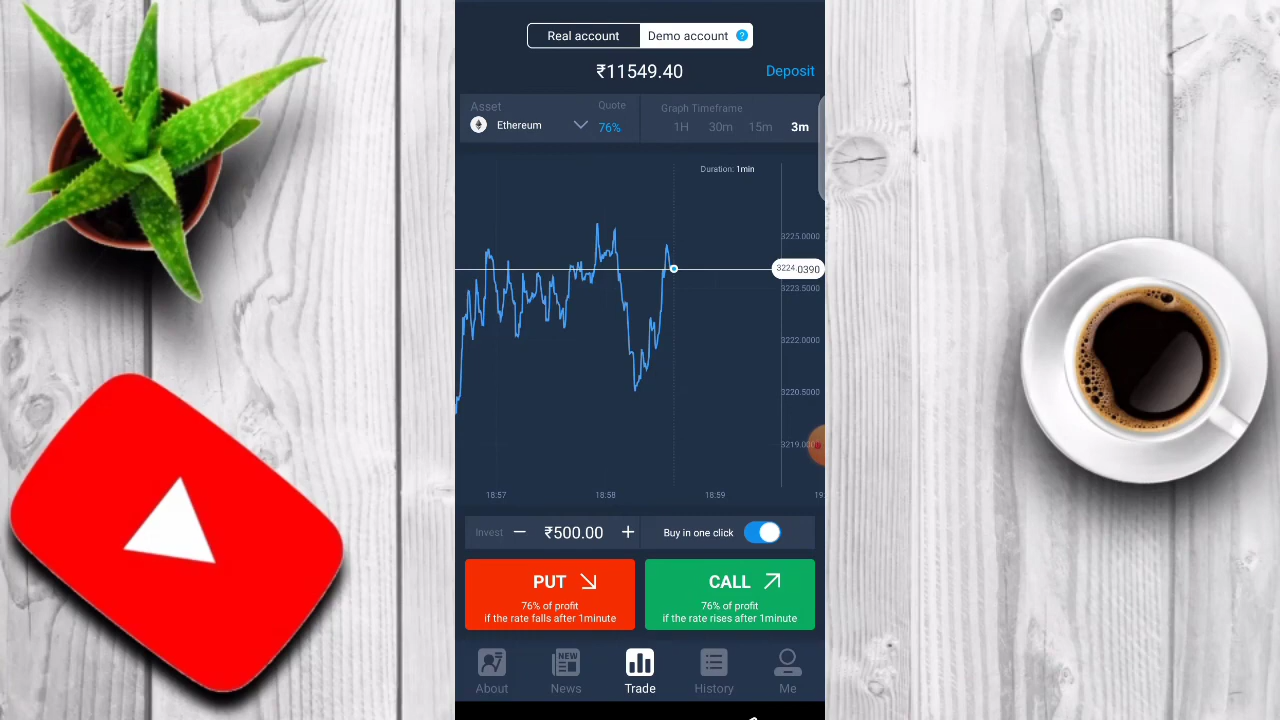 Real account
Demo account ?
₹11549.40
Deposit
Asset
Quote
Graph Timeframe
Ethereum
76%
1H 30m 15m 3m
Duration: 1min
3225.0000
3224.0390
3223.5000
3222.0000
3220.5000
3219.00
18:57 18:58 18:59 19:
Invest − ₹500.00 +
Buy in one click
PUT
76% of profit
if the rate falls after 1minute
CALL
76% of profit
if the rate rises after 1minute
NEW
About News Trade History Me